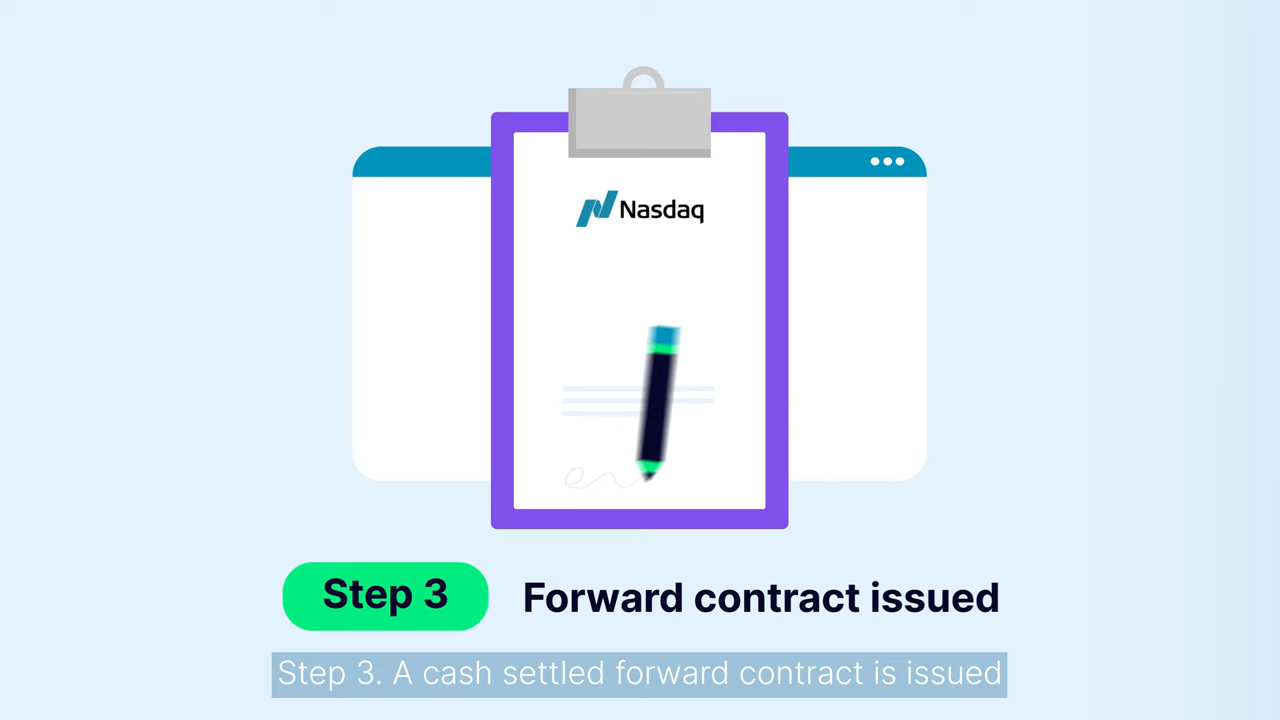 Nasdaq
Step 3 Forward contract issued
Step 3. A cash settled forward contract is issued